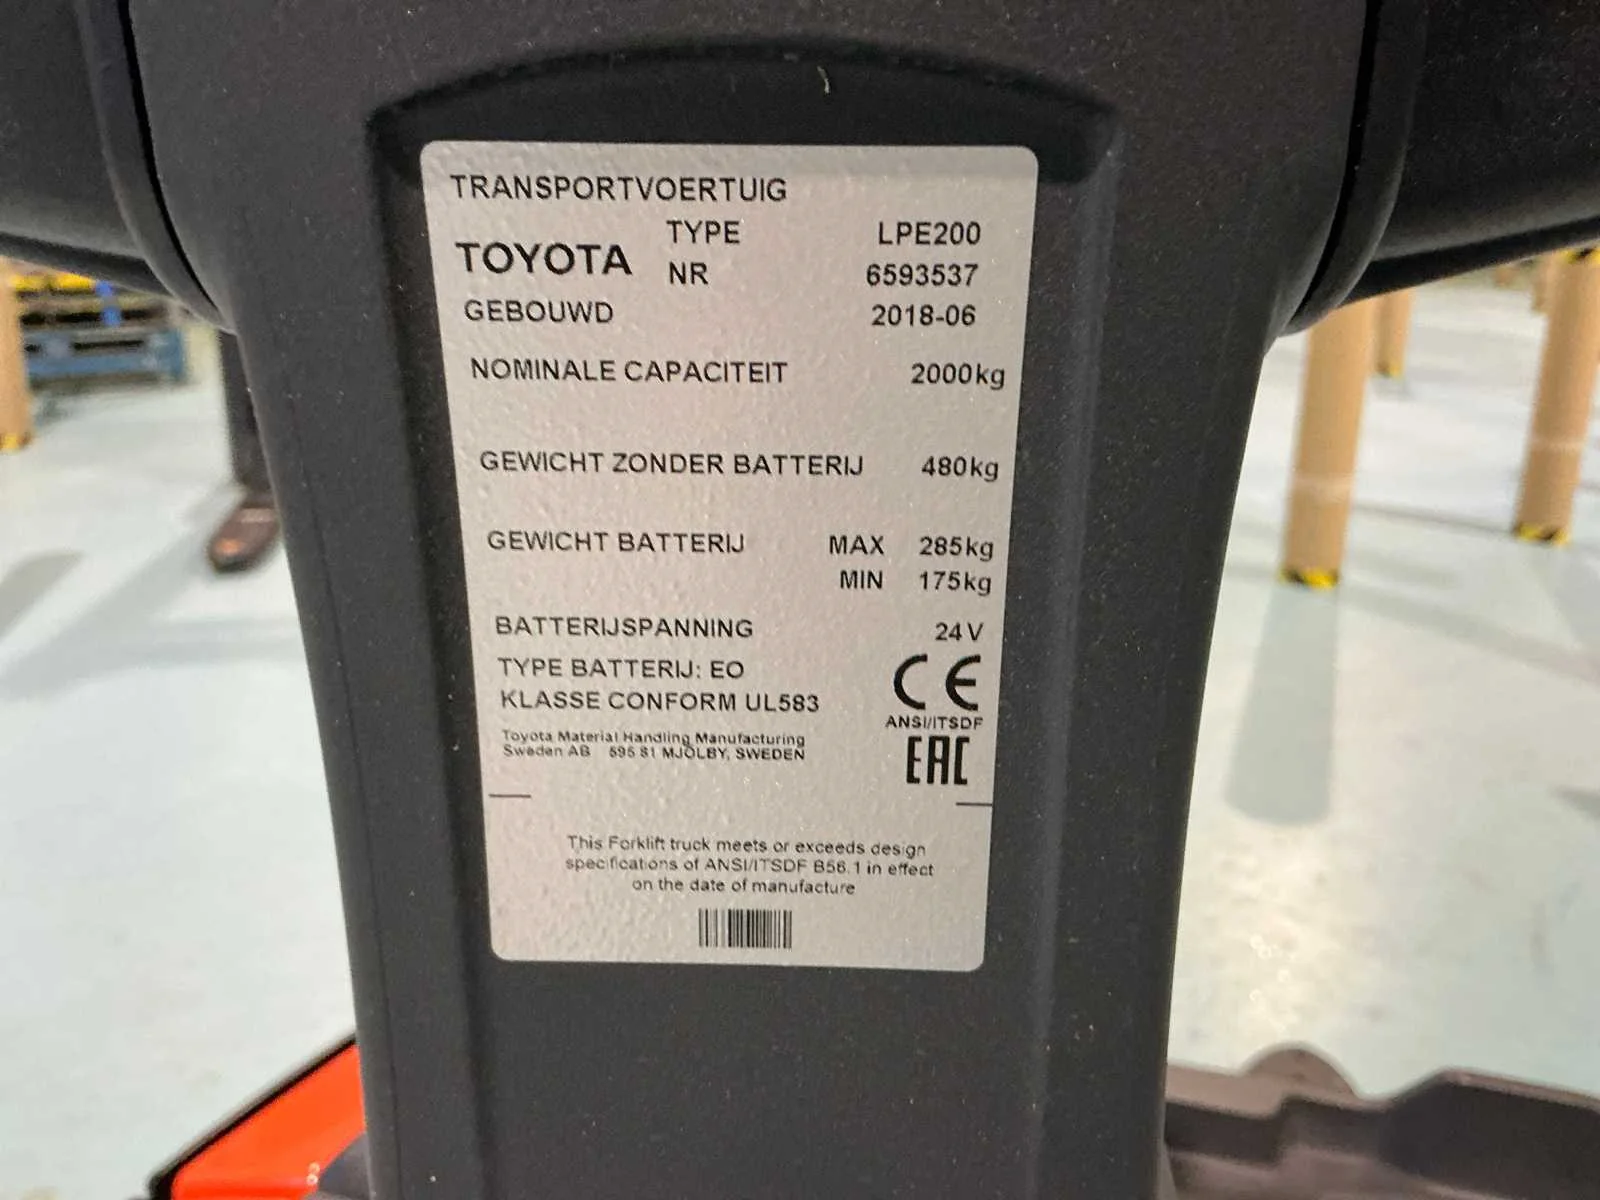 TRANSPORTVOERTUIG
TYPE LPE200
TOYOTA
NR 6593537
GEBOUWD 2018-06
NOMINALE CAPACITEIT 2000kg
GEWICHT ZONDER BATTERIJ 480kg
GEWICHT BATTERIJ MAX 285kg
MIN 175kg
BATTERIJSPANNING 24V
TYPE BATTERIJ: EO
KLASSE CONFORM UL583
CE
ANSI/ITSDF
EAC
Toyota Material Handling Manufacturing
Sweden AB 595 81 MJÖLBY, SWEDEN
This Forklift truck meets or exceeds design
specifications of ANSI/ITSDF B56.1 in effect
on the date of manufacture